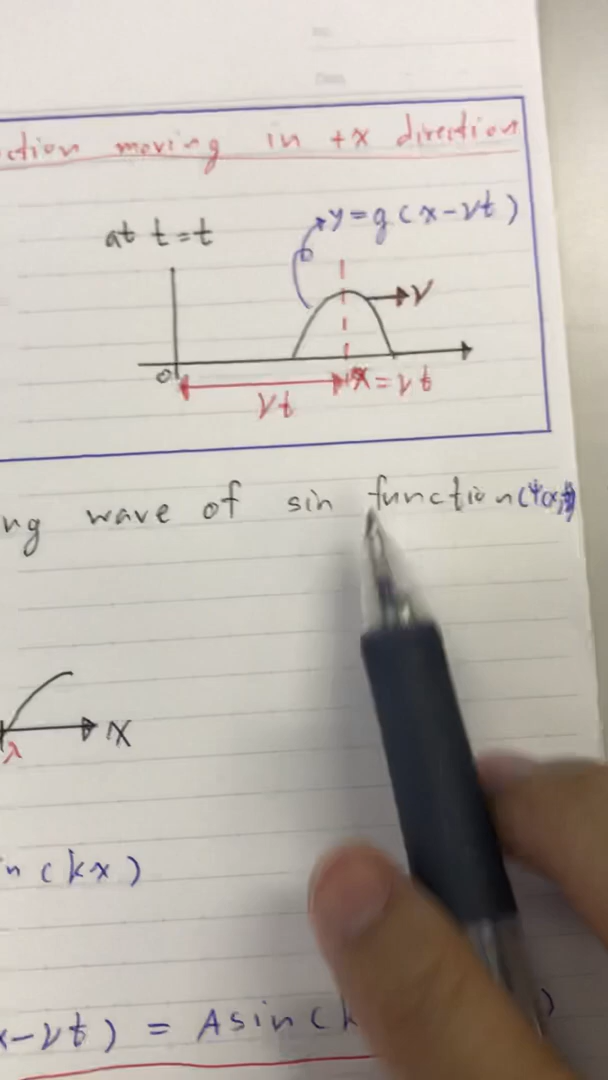 ction moving in +x direction
at t=t
y=g(x-vt)
v
o
x=vt
vt
ng wave of sin function(Ψ(x,t))
x
λ
n(kx)
x-vt) = Asin(k )